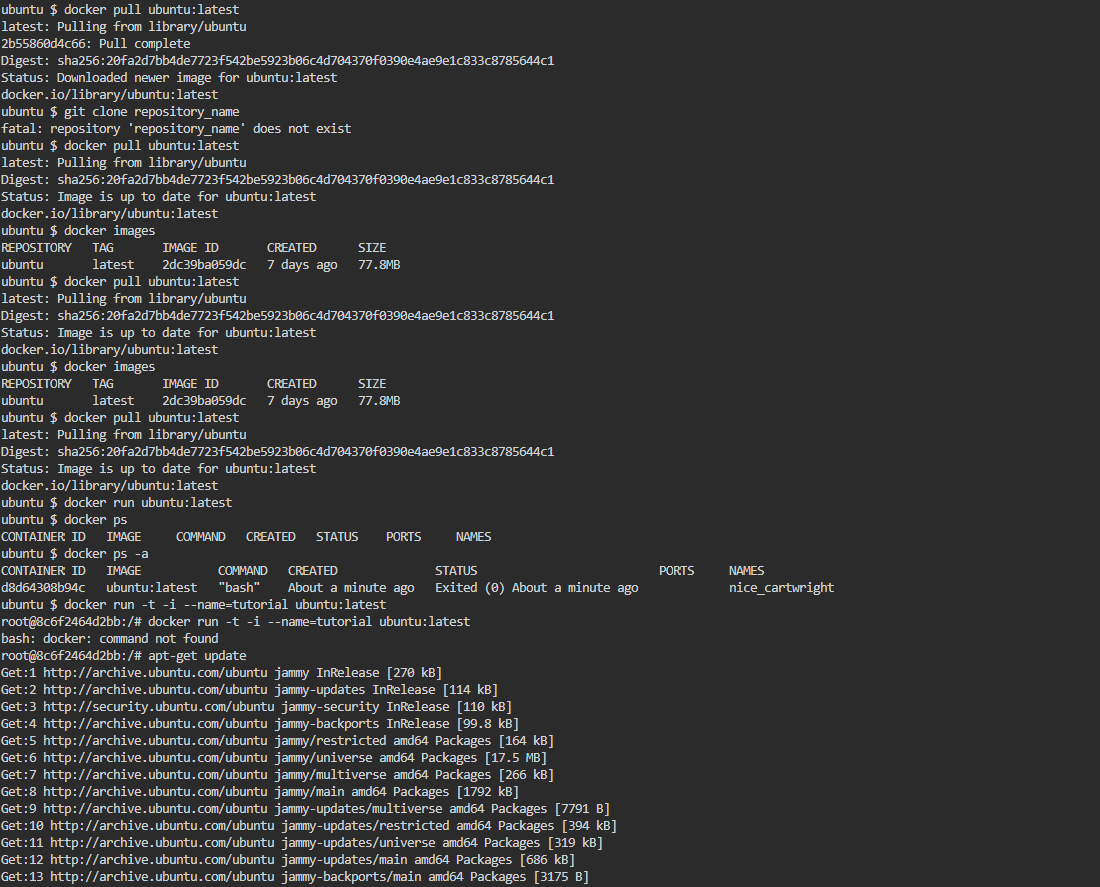 ubuntu $ docker pull ubuntu:latest
latest: Pulling from library/ubuntu
2b55860d4c66: Pull complete
Digest: sha256:20fa2d7bb4de7723f542be5923b06c4d704370f0390e4ae9e1c833c8785644c1
Status: Downloaded newer image for ubuntu:latest
docker.io/library/ubuntu:latest
ubuntu $ git clone repository_name
fatal: repository 'repository_name' does not exist
ubuntu $ docker pull ubuntu:latest
latest: Pulling from library/ubuntu
Digest: sha256:20fa2d7bb4de7723f542be5923b06c4d704370f0390e4ae9e1c833c8785644c1
Status: Image is up to date for ubuntu:latest
docker.io/library/ubuntu:latest
ubuntu $ docker images
REPOSITORY   TAG       IMAGE ID       CREATED      SIZE
ubuntu       latest    2dc39ba059dc   7 days ago   77.8MB
ubuntu $ docker pull ubuntu:latest
latest: Pulling from library/ubuntu
Digest: sha256:20fa2d7bb4de7723f542be5923b06c4d704370f0390e4ae9e1c833c8785644c1
Status: Image is up to date for ubuntu:latest
docker.io/library/ubuntu:latest
ubuntu $ docker images
REPOSITORY   TAG       IMAGE ID       CREATED      SIZE
ubuntu       latest    2dc39ba059dc   7 days ago   77.8MB
ubuntu $ docker pull ubuntu:latest
latest: Pulling from library/ubuntu
Digest: sha256:20fa2d7bb4de7723f542be5923b06c4d704370f0390e4ae9e1c833c8785644c1
Status: Image is up to date for ubuntu:latest
docker.io/library/ubuntu:latest
ubuntu $ docker run ubuntu:latest
ubuntu $ docker ps
CONTAINER ID   IMAGE     COMMAND   CREATED   STATUS    PORTS     NAMES
ubuntu $ docker ps -a
CONTAINER ID   IMAGE           COMMAND   CREATED              STATUS                          PORTS     NAMES
d8d64308b94c   ubuntu:latest   "bash"    About a minute ago   Exited (0) About a minute ago             nice_cartwright
ubuntu $ docker run -t -i --name=tutorial ubuntu:latest
root@8c6f2464d2bb:/# docker run -t -i --name=tutorial ubuntu:latest
bash: docker: command not found
root@8c6f2464d2bb:/# apt-get update
Get:1 http://archive.ubuntu.com/ubuntu jammy InRelease [270 kB]
Get:2 http://archive.ubuntu.com/ubuntu jammy-updates InRelease [114 kB]
Get:3 http://security.ubuntu.com/ubuntu jammy-security InRelease [110 kB]
Get:4 http://archive.ubuntu.com/ubuntu jammy-backports InRelease [99.8 kB]
Get:5 http://archive.ubuntu.com/ubuntu jammy/restricted amd64 Packages [164 kB]
Get:6 http://archive.ubuntu.com/ubuntu jammy/universe amd64 Packages [17.5 MB]
Get:7 http://archive.ubuntu.com/ubuntu jammy/multiverse amd64 Packages [266 kB]
Get:8 http://archive.ubuntu.com/ubuntu jammy/main amd64 Packages [1792 kB]
Get:9 http://archive.ubuntu.com/ubuntu jammy-updates/multiverse amd64 Packages [7791 B]
Get:10 http://archive.ubuntu.com/ubuntu jammy-updates/restricted amd64 Packages [394 kB]
Get:11 http://archive.ubuntu.com/ubuntu jammy-updates/universe amd64 Packages [319 kB]
Get:12 http://archive.ubuntu.com/ubuntu jammy-updates/main amd64 Packages [686 kB]
Get:13 http://archive.ubuntu.com/ubuntu jammy-backports/main amd64 Packages [3175 B]